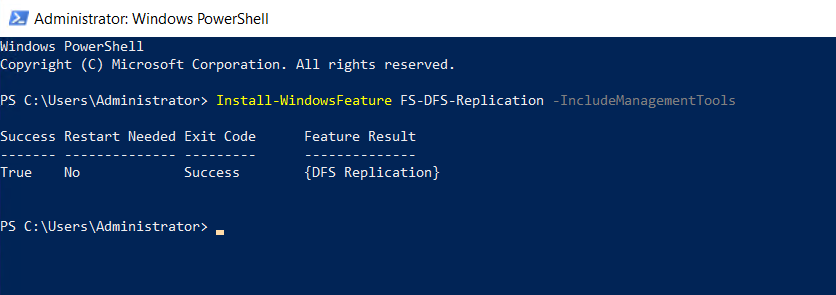 Administrator: Windows PowerShell
Windows PowerShell
Copyright (C) Microsoft Corporation. All rights reserved.
PS C:\Users\Administrator> Install-WindowsFeature FS-DFS-Replication -IncludeManagementTools
Success Restart Needed Exit Code      Feature Result
------- -------------- ---------      --------------
True    No             Success        {DFS Replication}
PS C:\Users\Administrator>